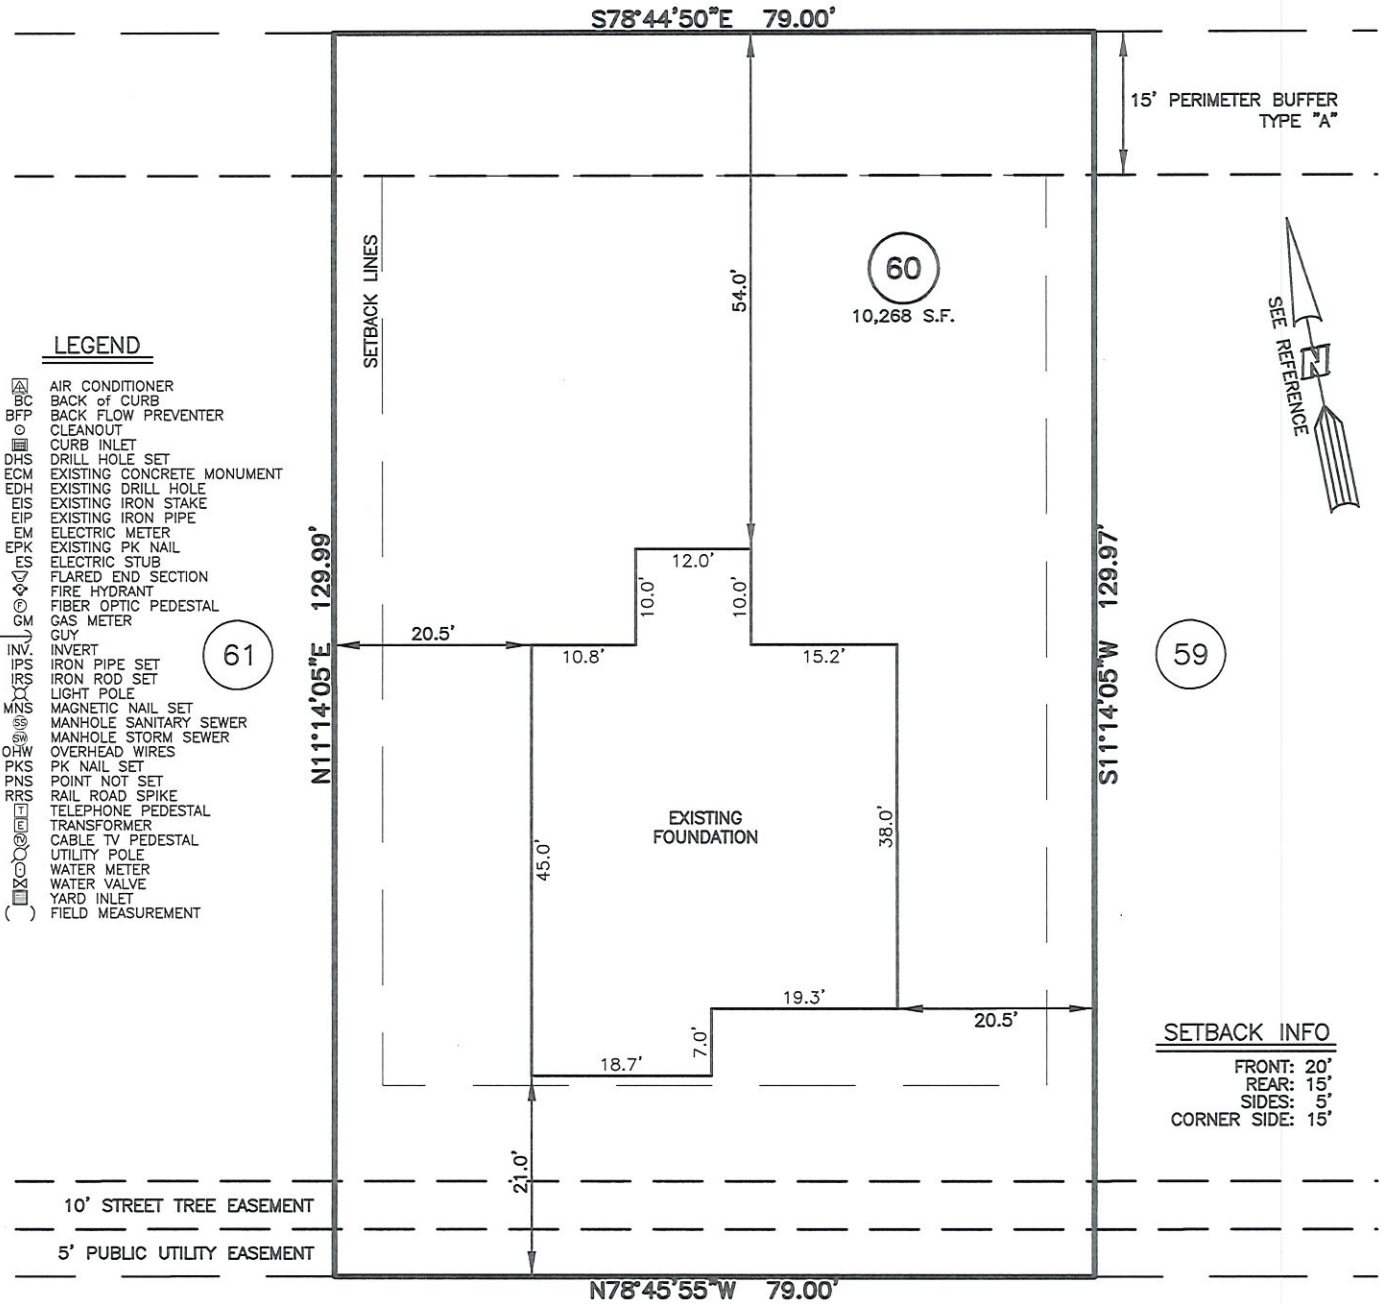 S78°44'50"E 79.00'
15' PERIMETER BUFFER
TYPE "A"
SETBACK LINES
54.0'
60
10,268 S.F.
SEE REFERENCE
N
LEGEND
A AIR CONDITIONER
BC BACK of CURB
BFP BACK FLOW PREVENTER
CLEANOUT
CURB INLET
DHS DRILL HOLE SET
ECM EXISTING CONCRETE MONUMENT
EDH EXISTING DRILL HOLE
EIS EXISTING IRON STAKE
EIP EXISTING IRON PIPE
EM ELECTRIC METER
EPK EXISTING PK NAIL
ES ELECTRIC STUB
FLARED END SECTION
FIRE HYDRANT
F FIBER OPTIC PEDESTAL
GM GAS METER
GUY
INV. INVERT
IPS IRON PIPE SET
IRS IRON ROD SET
LIGHT POLE
MNS MAGNETIC NAIL SET
SS MANHOLE SANITARY SEWER
SW MANHOLE STORM SEWER
OHW OVERHEAD WIRES
PKS PK NAIL SET
PNS POINT NOT SET
RRS RAIL ROAD SPIKE
T TELEPHONE PEDESTAL
E TRANSFORMER
CABLE TV PEDESTAL
UTILITY POLE
WATER METER
WATER VALVE
YARD INLET
( ) FIELD MEASUREMENT
N11°14'05"E 129.99'
61
20.5'
10.8'
10.0'
12.0'
10.0'
15.2'
S11°14'05"W 129.97'
59
EXISTING
FOUNDATION
45.0'
38.0'
19.3'
20.5'
7.0'
18.7'
21.0'
SETBACK INFO
FRONT: 20'
REAR: 15'
SIDES: 5'
CORNER SIDE: 15'
10' STREET TREE EASEMENT
5' PUBLIC UTILITY EASEMENT
N78°45'55"W 79.00'